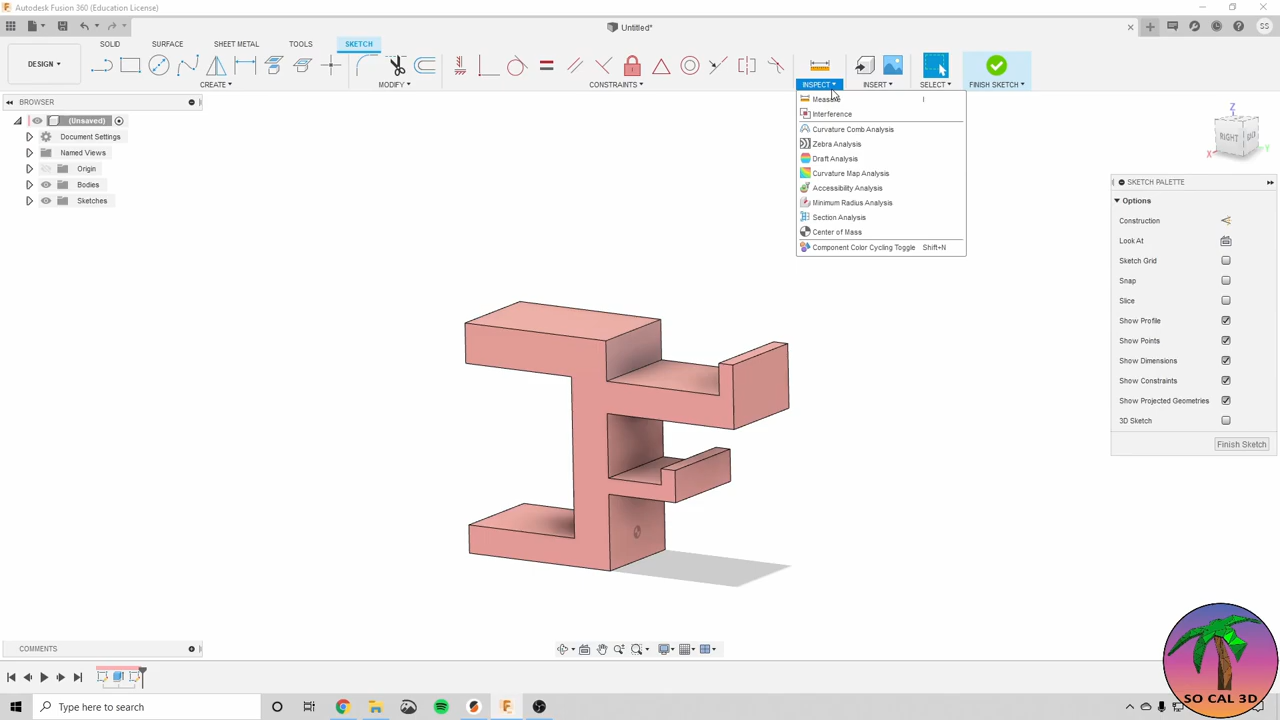 Autodesk Fusion 360 (Education License)
Untitled*
SS
DESIGN
SOLID
SURFACE
SHEET METAL
TOOLS
SKETCH
CREATE
MODIFY
CONSTRAINTS
INSPECT
INSERT
SELECT
FINISH SKETCH
BROWSER
(Unsaved)
Document Settings
Named Views
Origin
Bodies
Sketches
Measure I
Interference
Curvature Comb Analysis
Zebra Analysis
Draft Analysis
Curvature Map Analysis
Accessibility Analysis
Minimum Radius Analysis
Section Analysis
Center of Mass
Component Color Cycling Toggle Shift+N
Z
RIGHT
X
Y
SKETCH PALETTE
Options
Construction
Look At
Sketch Grid
Snap
Slice
Show Profile
Show Points
Show Dimensions
Show Constraints
Show Projected Geometries
3D Sketch
Finish Sketch
COMMENTS
Type here to search
SO CAL 3D